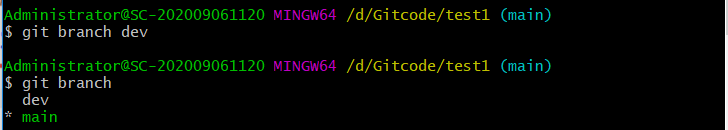 Administrator@SC-202009061120 MINGW64 /d/Gitcode/test1 (main)
$ git branch dev
Administrator@SC-202009061120 MINGW64 /d/Gitcode/test1 (main)
$ git branch
  dev
* main